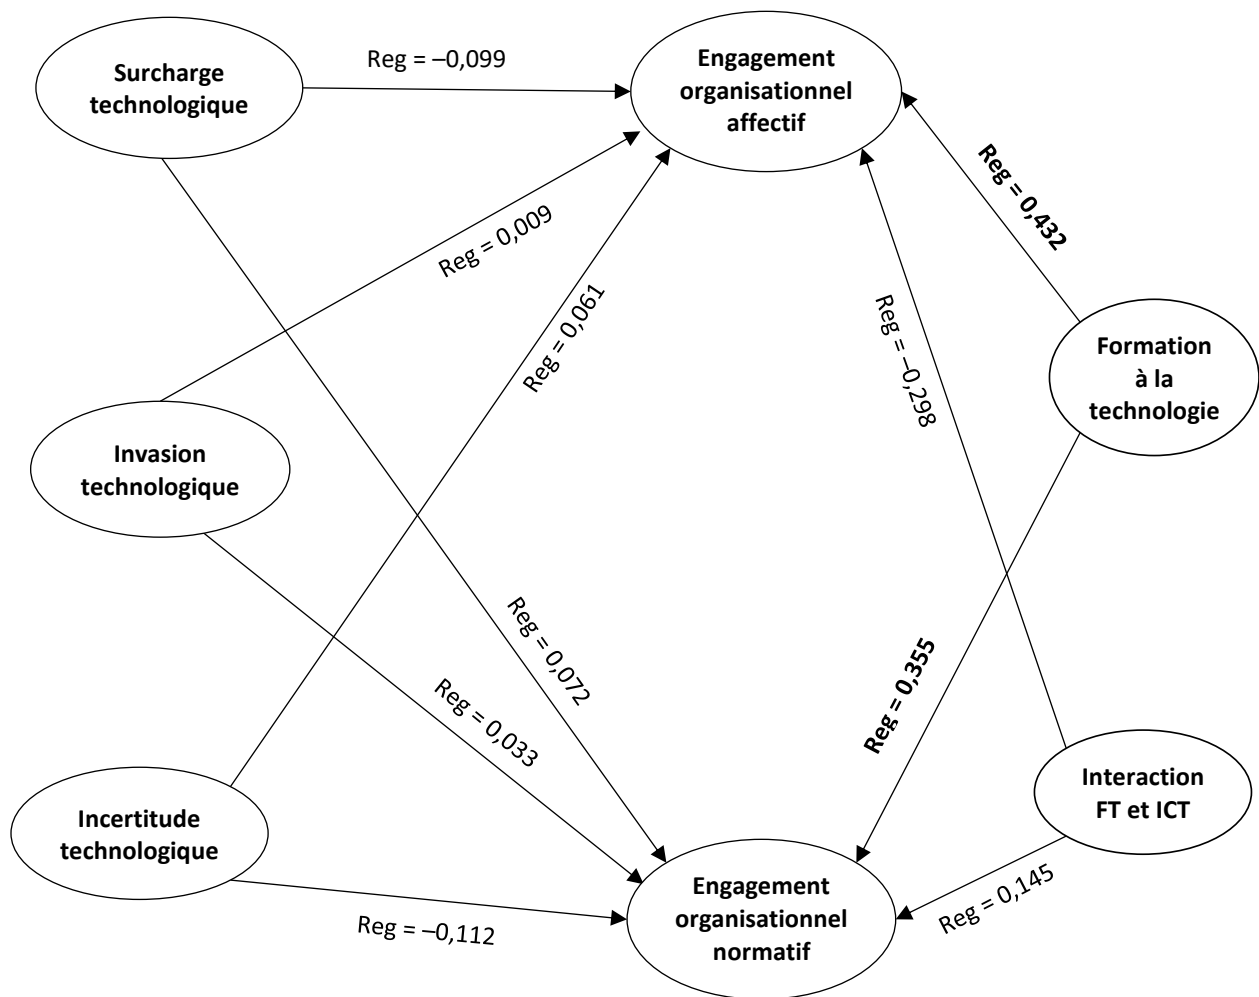 Surcharge
technologique
Reg = –0,099
Engagement
organisationnel
affectif
Reg = 0,432
Reg = 0,009
Reg = 0,061
Reg = –0,298
Formation
à la
technologie
Invasion
technologique
Reg = 0,072
Reg = 0,033
Reg = 0,355
Incertitude
technologique
Interaction
FT et ICT
Reg = –0,112
Engagement
organisationnel
normatif
Reg = 0,145